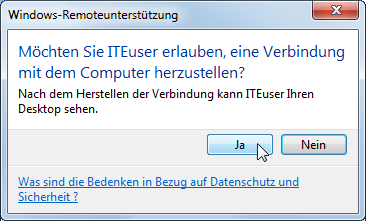 Windows-Remoteunterstützung
Möchten Sie ITEuser erlauben, eine Verbindung
mit dem Computer herzustellen?
Nach dem Herstellen der Verbindung kann ITEuser Ihren
Desktop sehen.
Ja
Nein
Was sind die Bedenken in Bezug auf Datenschutz und
Sicherheit ?